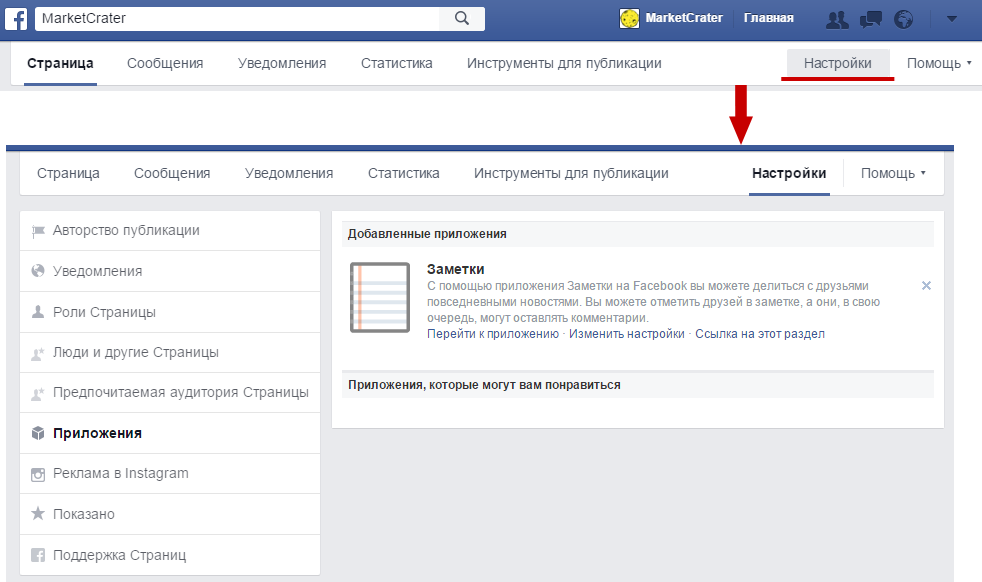 MarketCrater
MarketCrater Главная
Страница Сообщения Уведомления Статистика Инструменты для публикации Настройки Помощь
Страница Сообщения Уведомления Статистика Инструменты для публикации Настройки Помощь
Авторство публикации
Уведомления
Роли Страницы
Люди и другие Страницы
Предпочитаемая аудитория Страницы
Приложения
Реклама в Instagram
Показано
Поддержка Страниц
Добавленные приложения
Заметки
С помощью приложения Заметки на Facebook вы можете делиться с друзьями
повседневными новостями. Вы можете отметить друзей в заметке, а они, в свою
очередь, могут оставлять комментарии.
Перейти к приложению · Изменить настройки · Ссылка на этот раздел
Приложения, которые могут вам понравиться